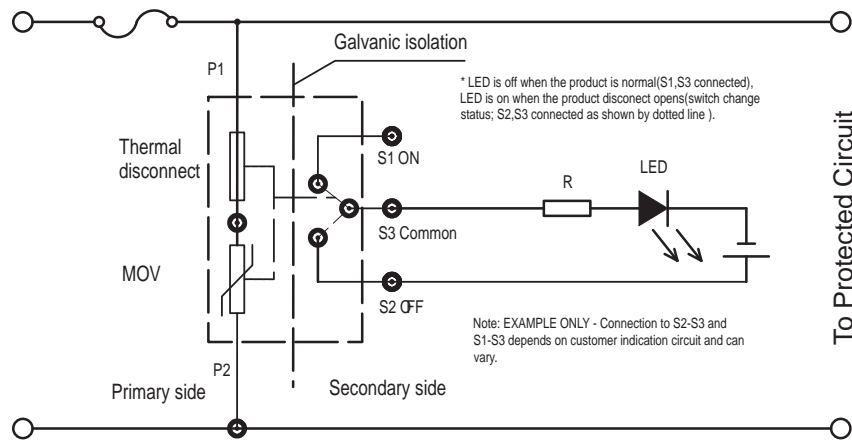 Galvanic isolation
P1
* LED is off when the product is normal(S1,S3 connected),
LED is on when the product disconect opens(switch change
status; S2,S3 connected as shown by dotted line ).
Thermal
disconnect
S1 ON
R
LED
S3 Common
MOV
S2 OFF
Note: EXAMPLE ONLY - Connection to S2-S3 and
S1-S3 depends on customer indication circuit and can
vary.
P2
Primary side
Secondary side
To Protected Circuit